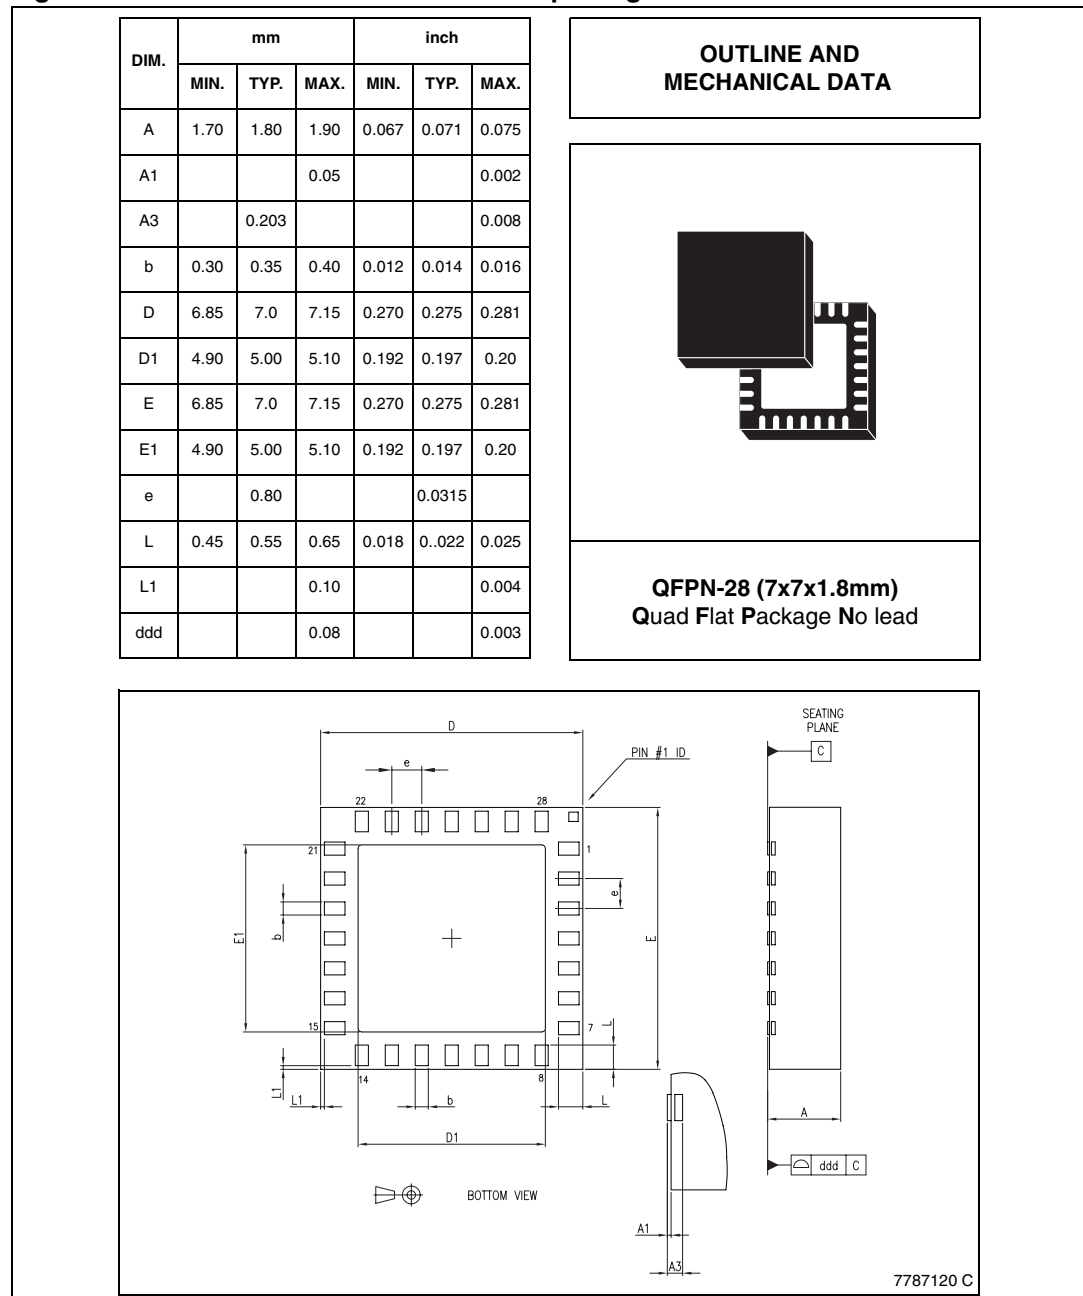 DIM. mm inch
MIN. TYP. MAX. MIN. TYP. MAX.
A 1.70 1.80 1.90 0.067 0.071 0.075
A1 0.05 0.002
A3 0.203 0.008
b 0.30 0.35 0.40 0.012 0.014 0.016
D 6.85 7.0 7.15 0.270 0.275 0.281
D1 4.90 5.00 5.10 0.192 0.197 0.20
E 6.85 7.0 7.15 0.270 0.275 0.281
E1 4.90 5.00 5.10 0.192 0.197 0.20
e 0.80 0.0315
L 0.45 0.55 0.65 0.018 0..022 0.025
L1 0.10 0.004
ddd 0.08 0.003
OUTLINE AND
MECHANICAL DATA
QFPN-28 (7x7x1.8mm)
Quad Flat Package No lead
D
e
PIN #1 ID
22 28
21 1
e
b
E1
E
15 7
L
14 8
L1
L1 b L
D1
BOTTOM VIEW
SEATING
PLANE
C
A
ddd C
A1
A3
7787120 C